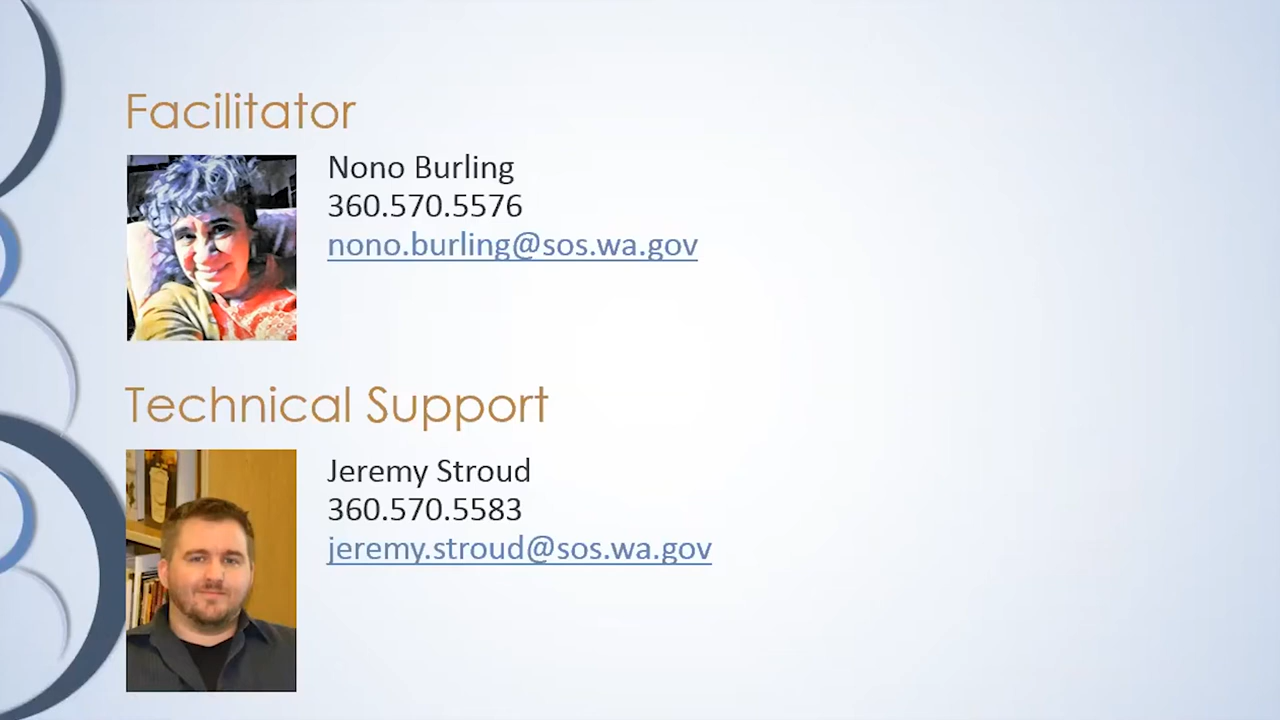 Facilitator
Nono Burling
360.570.5576
nono.burling@sos.wa.gov
Technical Support
Jeremy Stroud
360.570.5583
jeremy.stroud@sos.wa.gov